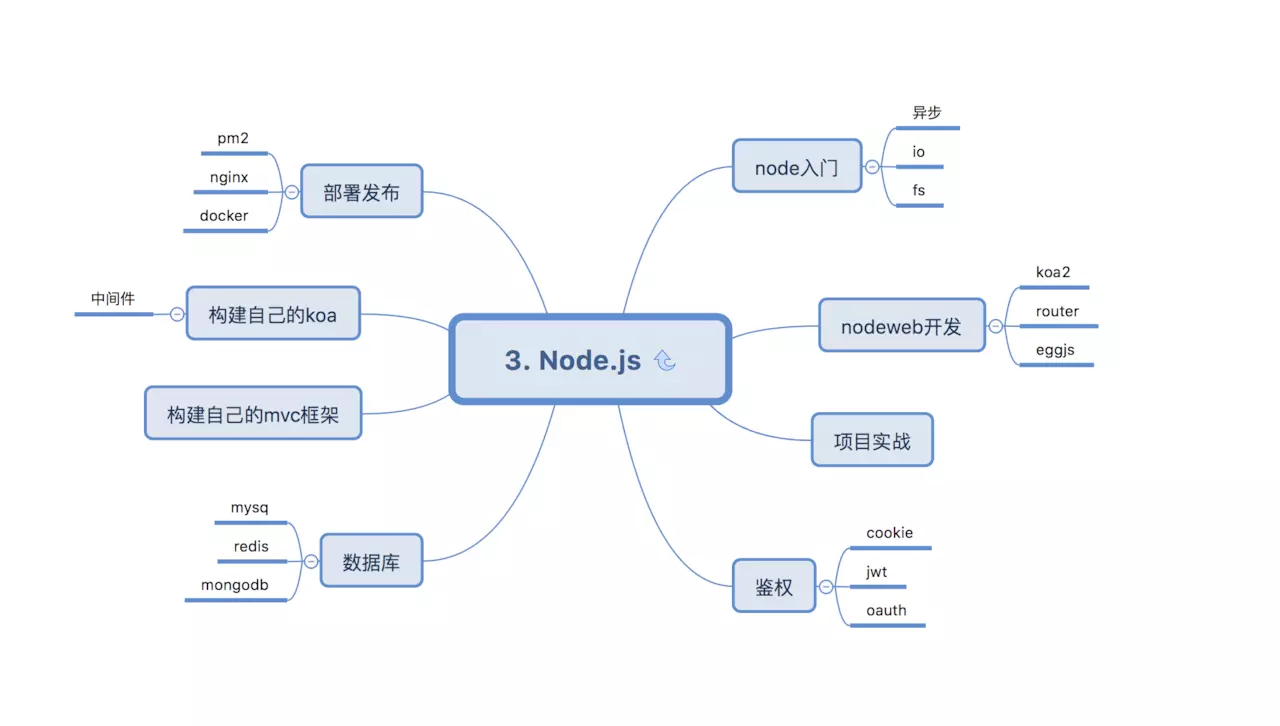 3. Node.js
node入门
异步
io
fs
nodeweb开发
koa2
router
eggjs
项目实战
鉴权
cookie
jwt
oauth
数据库
mysq
redis
mongodb
构建自己的mvc框架
构建自己的koa
中间件
部署发布
pm2
nginx
docker